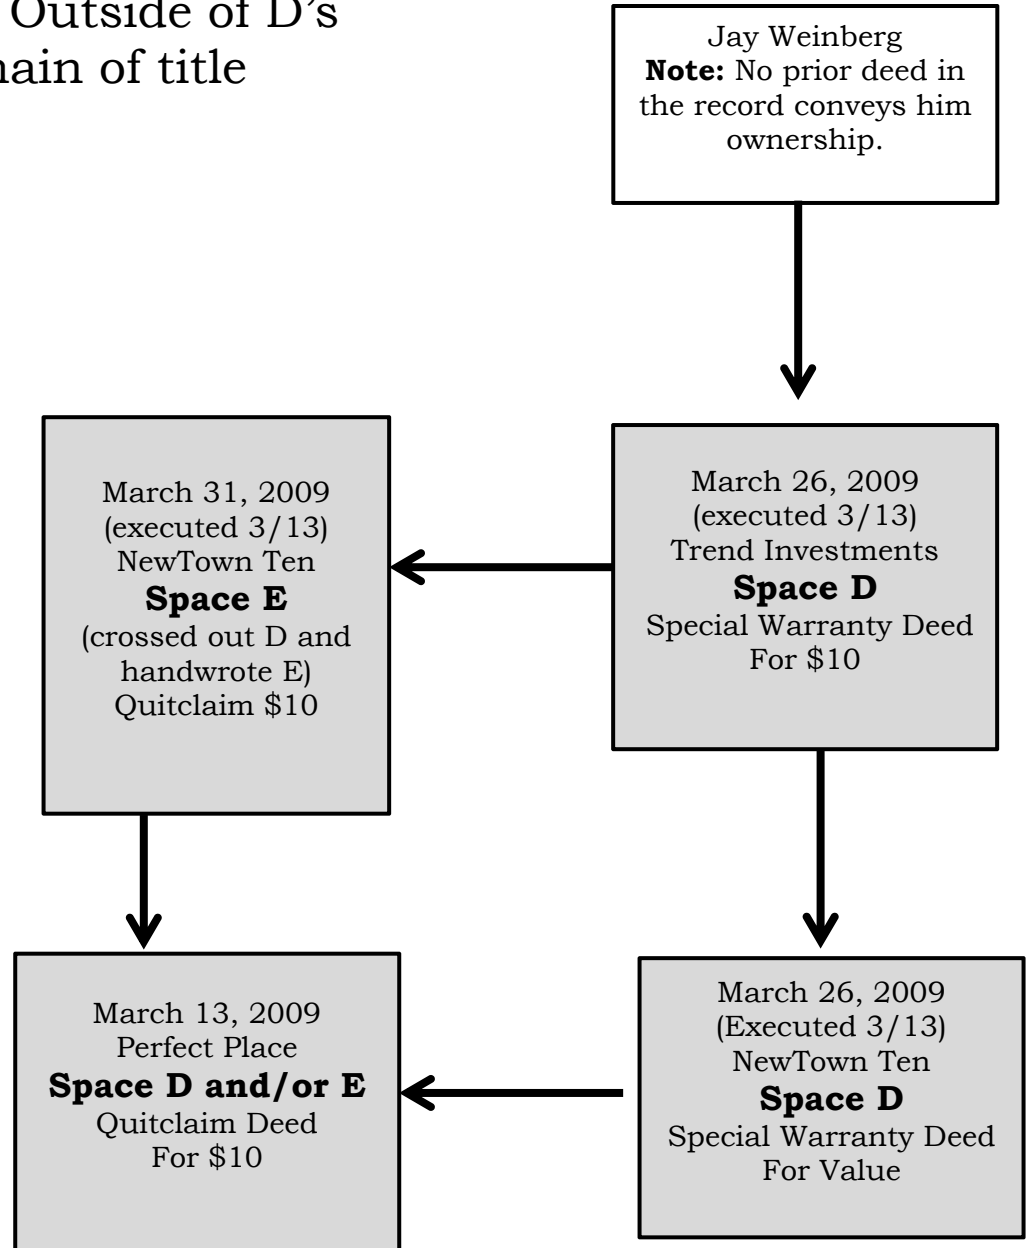 Outside of D’s
ain of title
Jay Weinberg
Note: No prior deed in
the record conveys him
ownership.
March 31, 2009
(executed 3/13)
NewTown Ten
Space E
(crossed out D and
handwrote E)
Quitclaim $10
March 26, 2009
(executed 3/13)
Trend Investments
Space D
Special Warranty Deed
For $10
March 13, 2009
Perfect Place
Space D and/or E
Quitclaim Deed
For $10
March 26, 2009
(Executed 3/13)
NewTown Ten
Space D
Special Warranty Deed
For Value